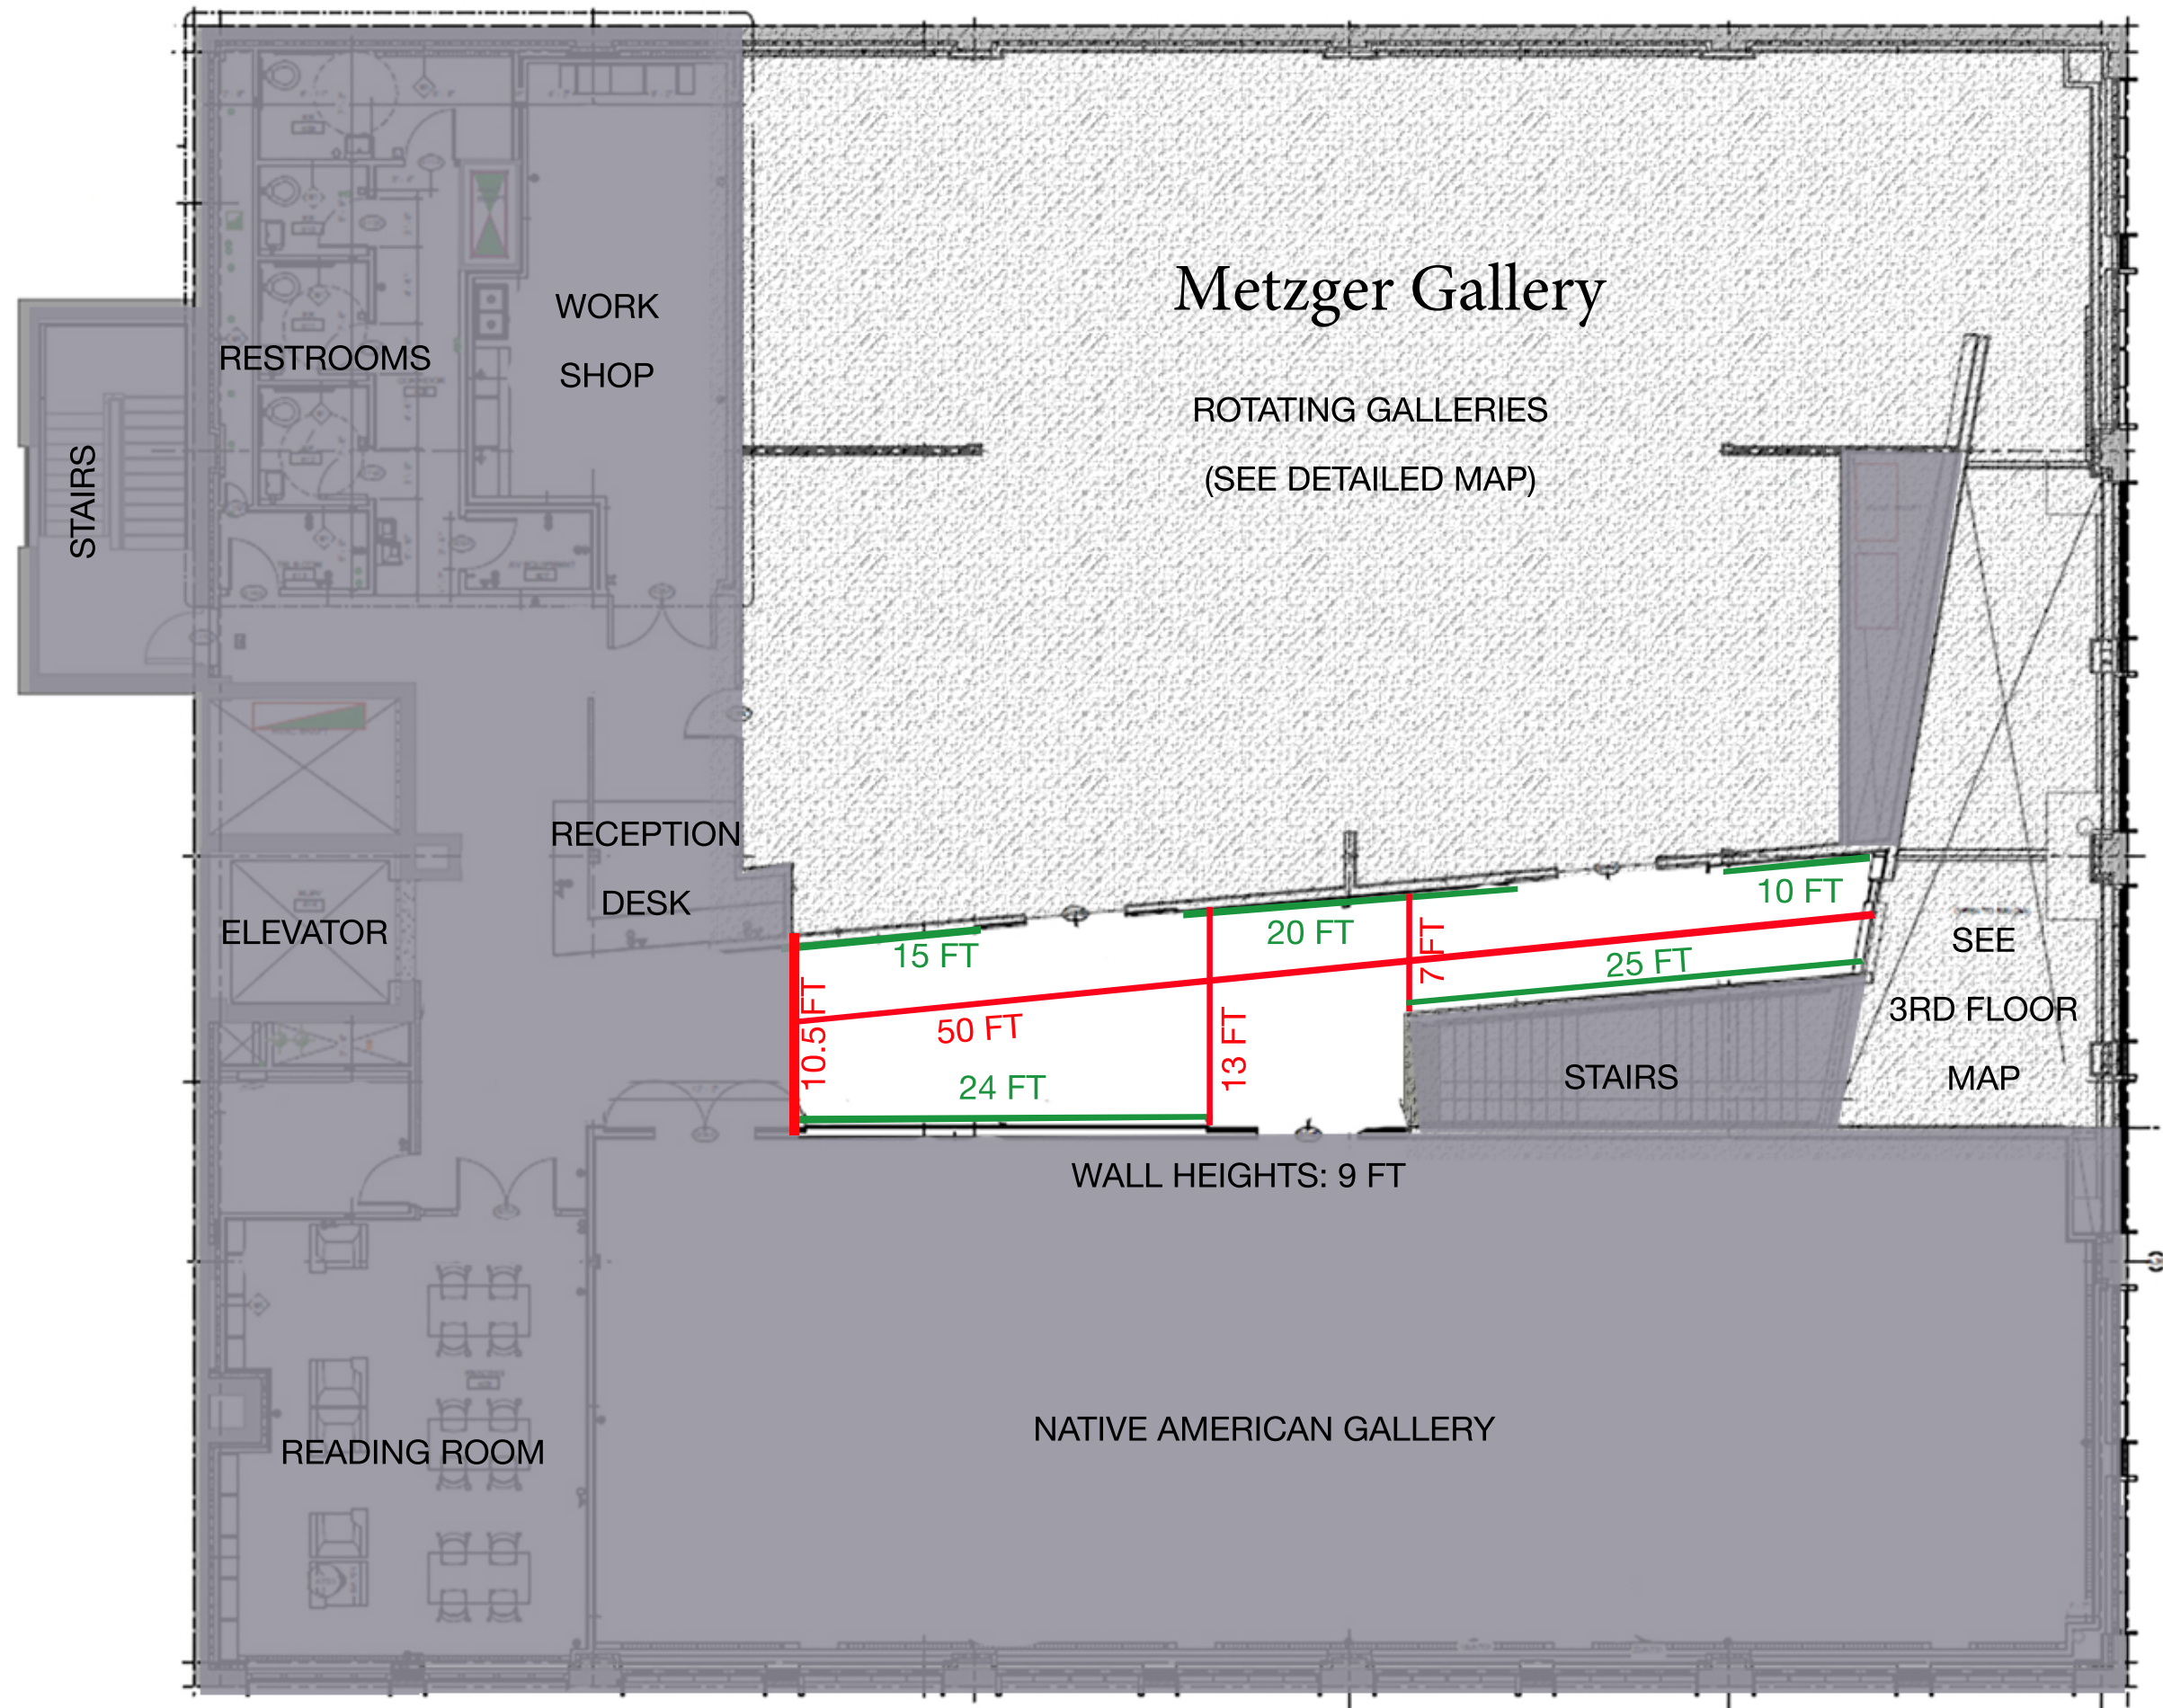 Metzger Gallery
WORK
SHOP
RESTROOMS
ROTATING GALLERIES
(SEE DETAILED MAP)
STAIRS
RECEPTION
DESK
ELEVATOR
10 FT
20 FT
15 FT
7 FT
25 FT
SEE
3RD FLOOR
MAP
10.5 FT
50 FT
13 FT
24 FT
STAIRS
WALL HEIGHTS: 9 FT
NATIVE AMERICAN GALLERY
READING ROOM